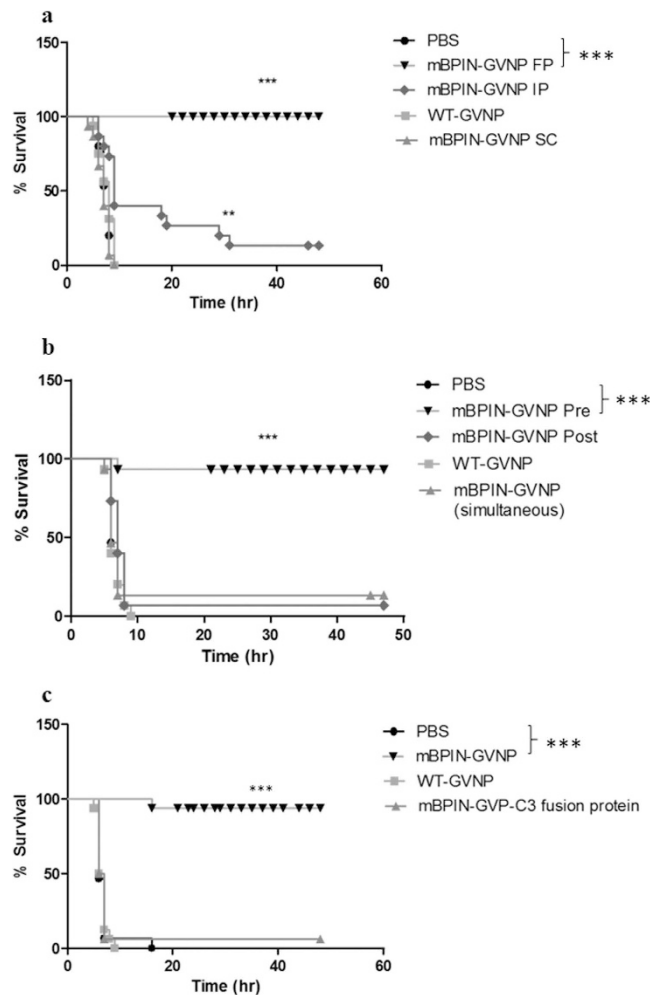 a
150
100
50
0
% Survival
0 20 40 60
Time (hr)
*** 
**
PBS
mBPIN-GVNP FP
mBPIN-GVNP IP
WT-GVNP
mBPIN-GVNP SC
***
b
150
100
50
0
% Survival
0 10 20 30 40 50
Time (hr)
***
PBS
mBPIN-GVNP Pre
mBPIN-GVNP Post
WT-GVNP
mBPIN-GVNP
(simultaneous)
***
c
150
100
50
0
% Survival
0 20 40 60
Time (hr)
***
PBS
mBPIN-GVNP
WT-GVNP
mBPIN-GVP-C3 fusion protein
***